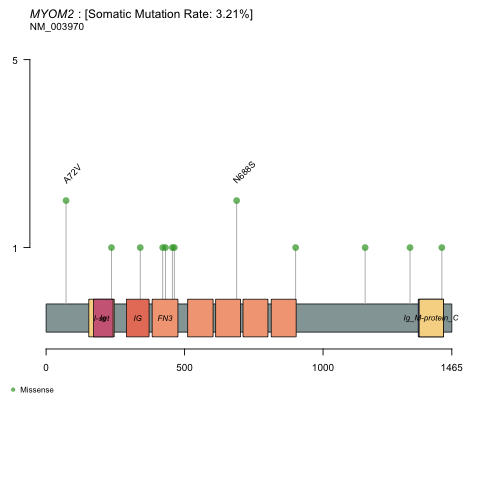 MYOM2 : [Somatic Mutation Rate: 3.21%]
NM_003970
5
A72V
N688S
1
IG
FN3
Ig_M-protein_C
0
500
1000
1465
Missense